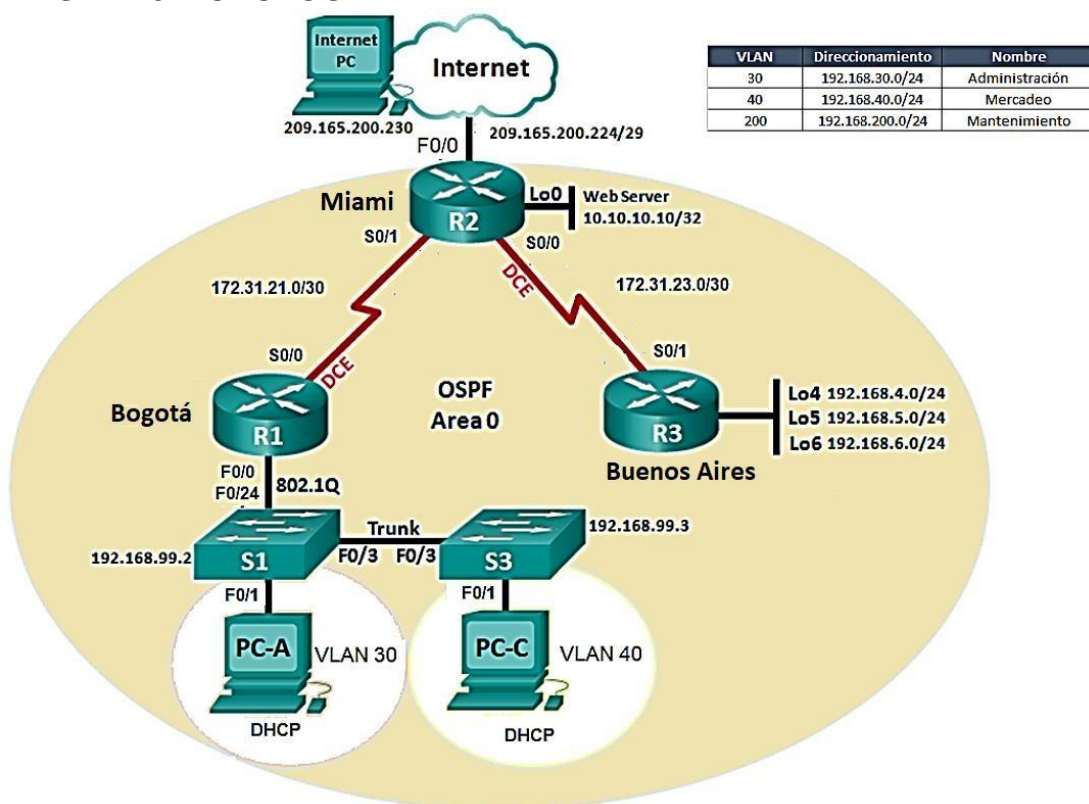 Internet
PC
Internet
209.165.200.230
209.165.200.224/29
F0/0
VLAN Direccionamiento Nombre
30 192.168.30.0/24 Administración
40 192.168.40.0/24 Mercadeo
200 192.168.200.0/24 Mantenimiento
Miami
R2
Lo0
Web Server
10.10.10.10/32
S0/1
S0/0
DCE
172.31.21.0/30
172.31.23.0/30
S0/0
DCE
S0/1
Bogotá
R1
OSPF
Area 0
R3
Buenos Aires
Lo4 192.168.4.0/24
Lo5 192.168.5.0/24
Lo6 192.168.6.0/24
F0/0
F0/24
802.1Q
Trunk
192.168.99.3
192.168.99.2
S1
F0/3
F0/3
S3
F0/1
F0/1
PC-A
VLAN 30
PC-C
VLAN 40
DHCP
DHCP